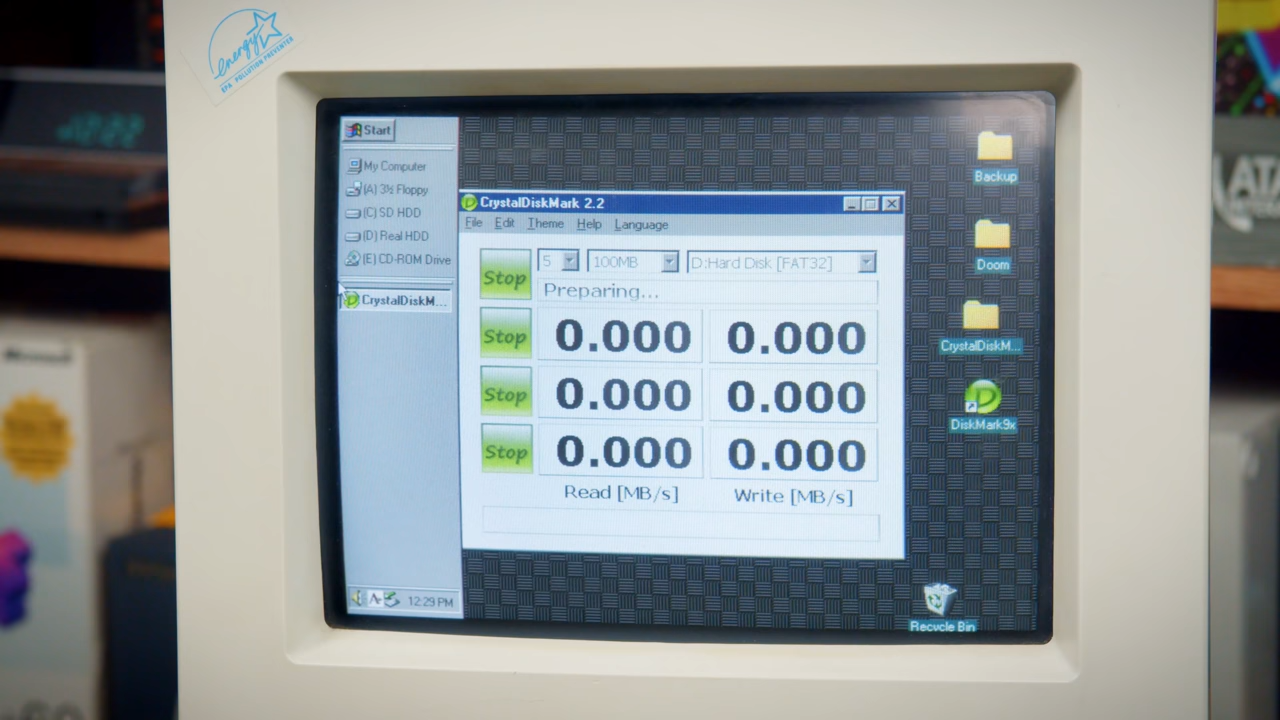 energy
EPA POLLUTION PREVENTER
Start
My Computer
(A) 3½ Floppy
(C) SD HDD
(D) Real HDD
(E) CD-ROM Drive
CrystalDiskM...
12:29 PM
CrystalDiskMark 2.2
File Edit Theme Help Language
Stop 5 100MB D:Hard Disk [FAT32]
Preparing...
Stop 0.000 0.000
Stop 0.000 0.000
Stop 0.000 0.000
Read [MB/s] Write [MB/s]
Backup
Doom
CrystalDiskM...
DiskMark9x
Recycle Bin
Microsoft